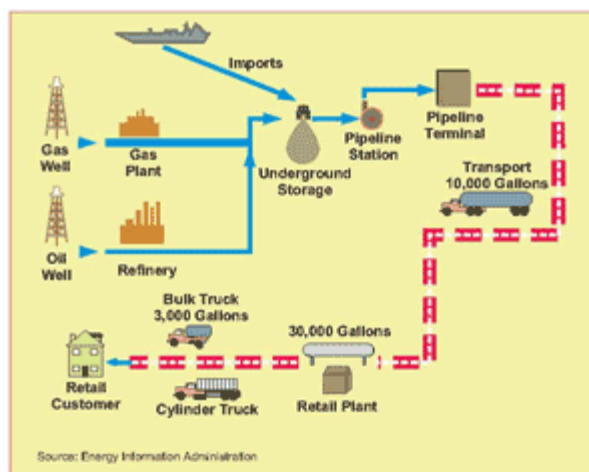 Imports
Gas
Well
Gas
Plant
Underground
Storage
Pipeline
Station
Pipeline
Terminal
Transport
10,000 Gallons
Oil
Well
Refinery
Bulk Truck
3,000 Gallons
30,000 Gallons
Retail
Customer
Cylinder Truck
Retail Plant
Source: Energy Information Administration